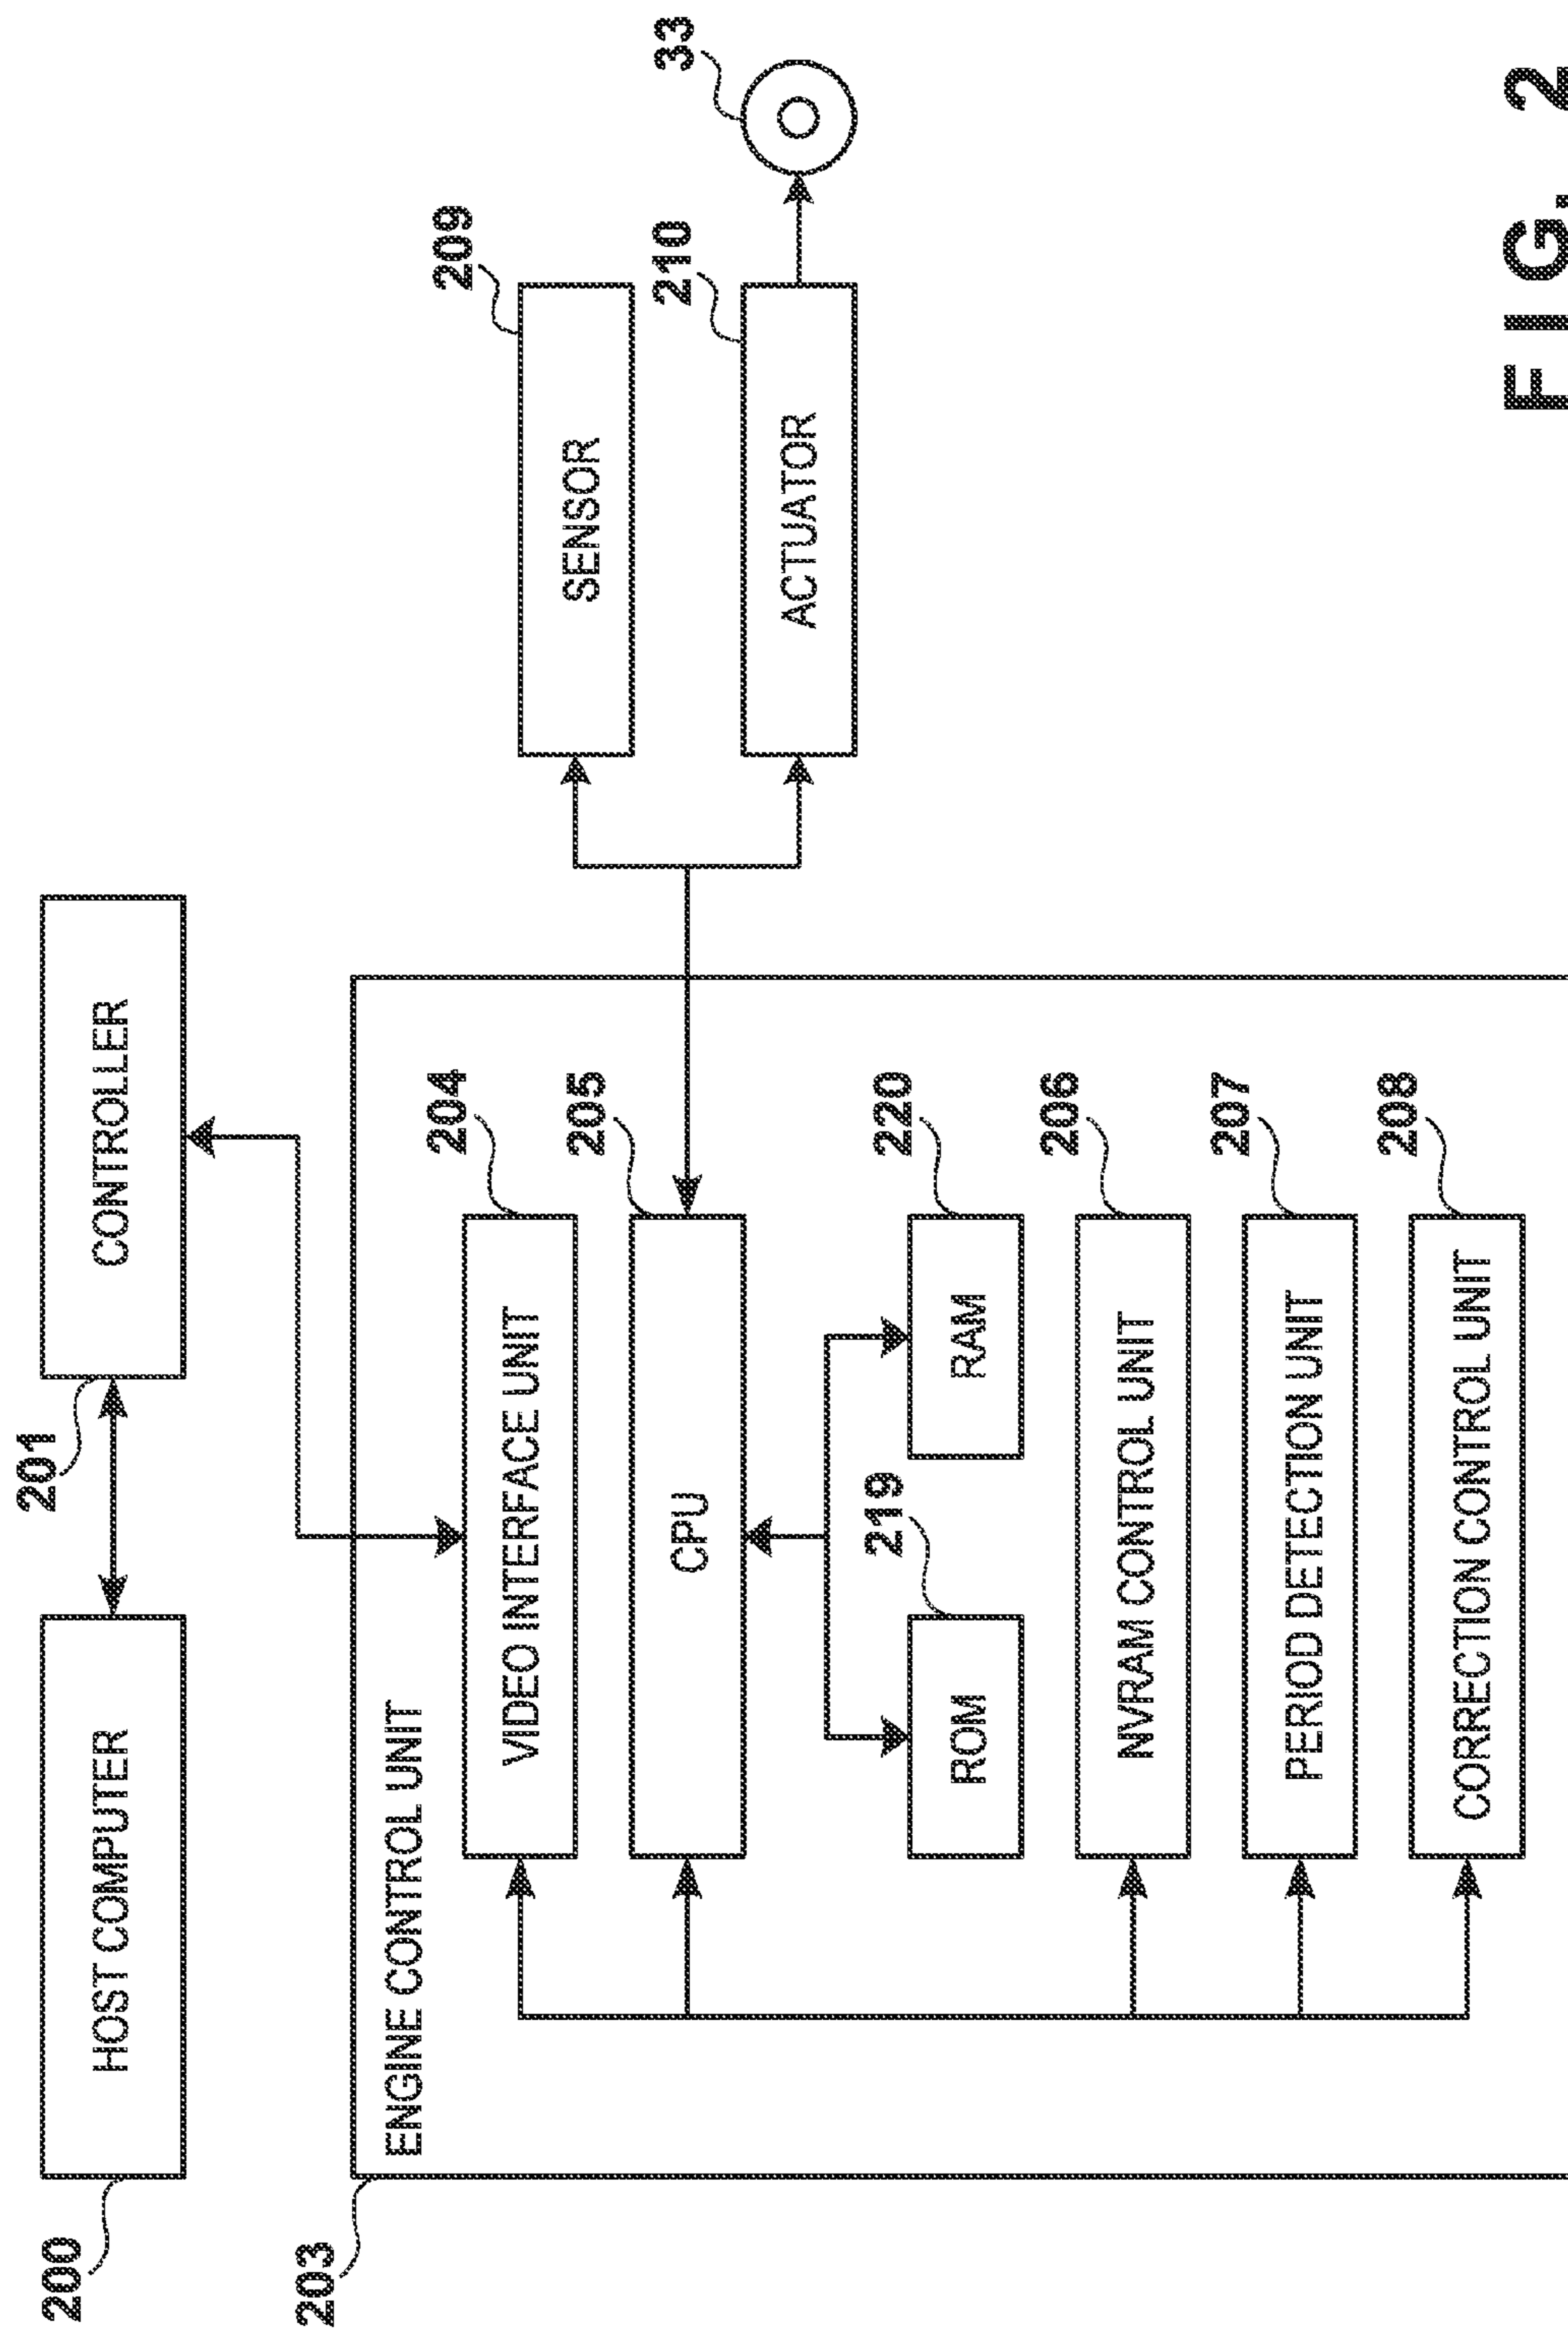 200
HOST COMPUTER
201
CONTROLLER
203
ENGINE CONTROL UNIT
204
VIDEO INTERFACE UNIT
205
CPU
219
ROM
220
RAM
206
NVRAM CONTROL UNIT
207
PERIOD DETECTION UNIT
208
CORRECTION CONTROL UNIT
209
SENSOR
210
ACTUATOR
33
FIG. 2